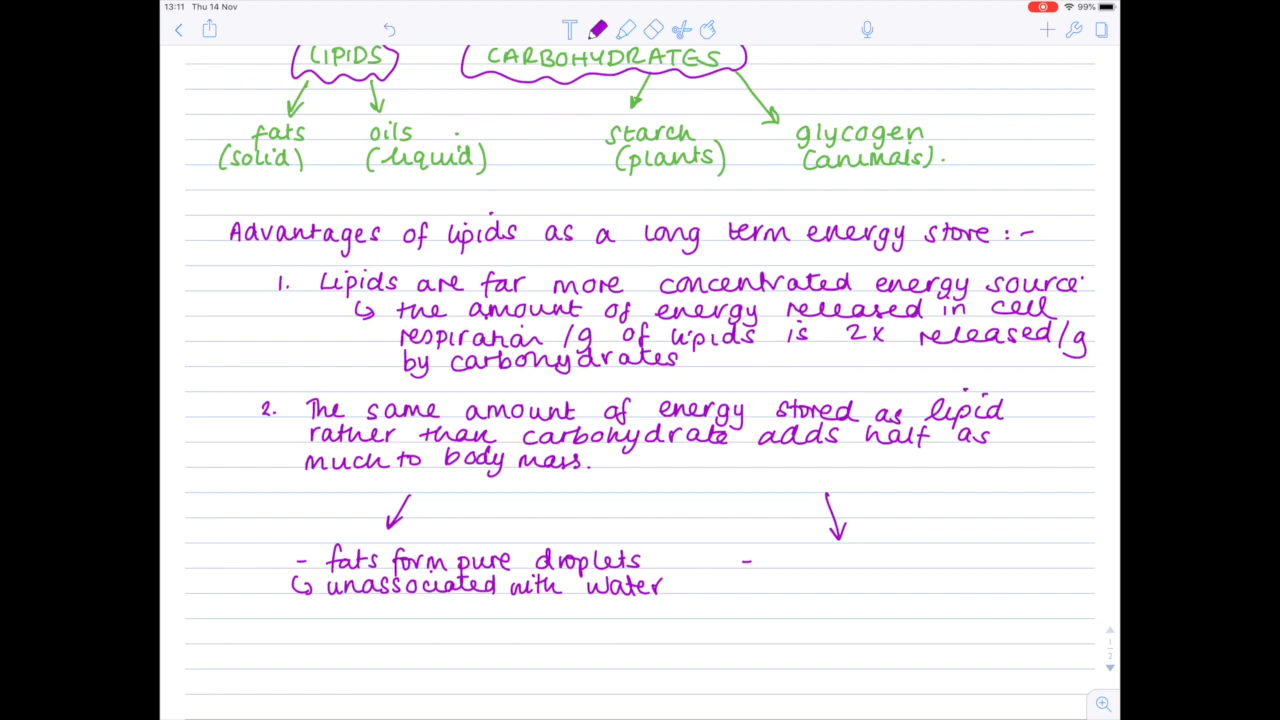 13:11 Thu 14 Nov 99%
T
LIPIDS CARBOHYDRATES
fats oils starch glycogen
(solid) (liquid) (plants) (animals).
Advantages of lipids as a long term energy store :-
1. Lipids are far more concentrated energy source.
↳ the amount of energy released in cell
respiration /g of lipids is 2x released/g
by carbohydrates
2. The same amount of energy stored as lipid
rather than carbohydrate adds half as
much to body mass.
- fats form pure droplets -
↳ unassociated with water
1
2